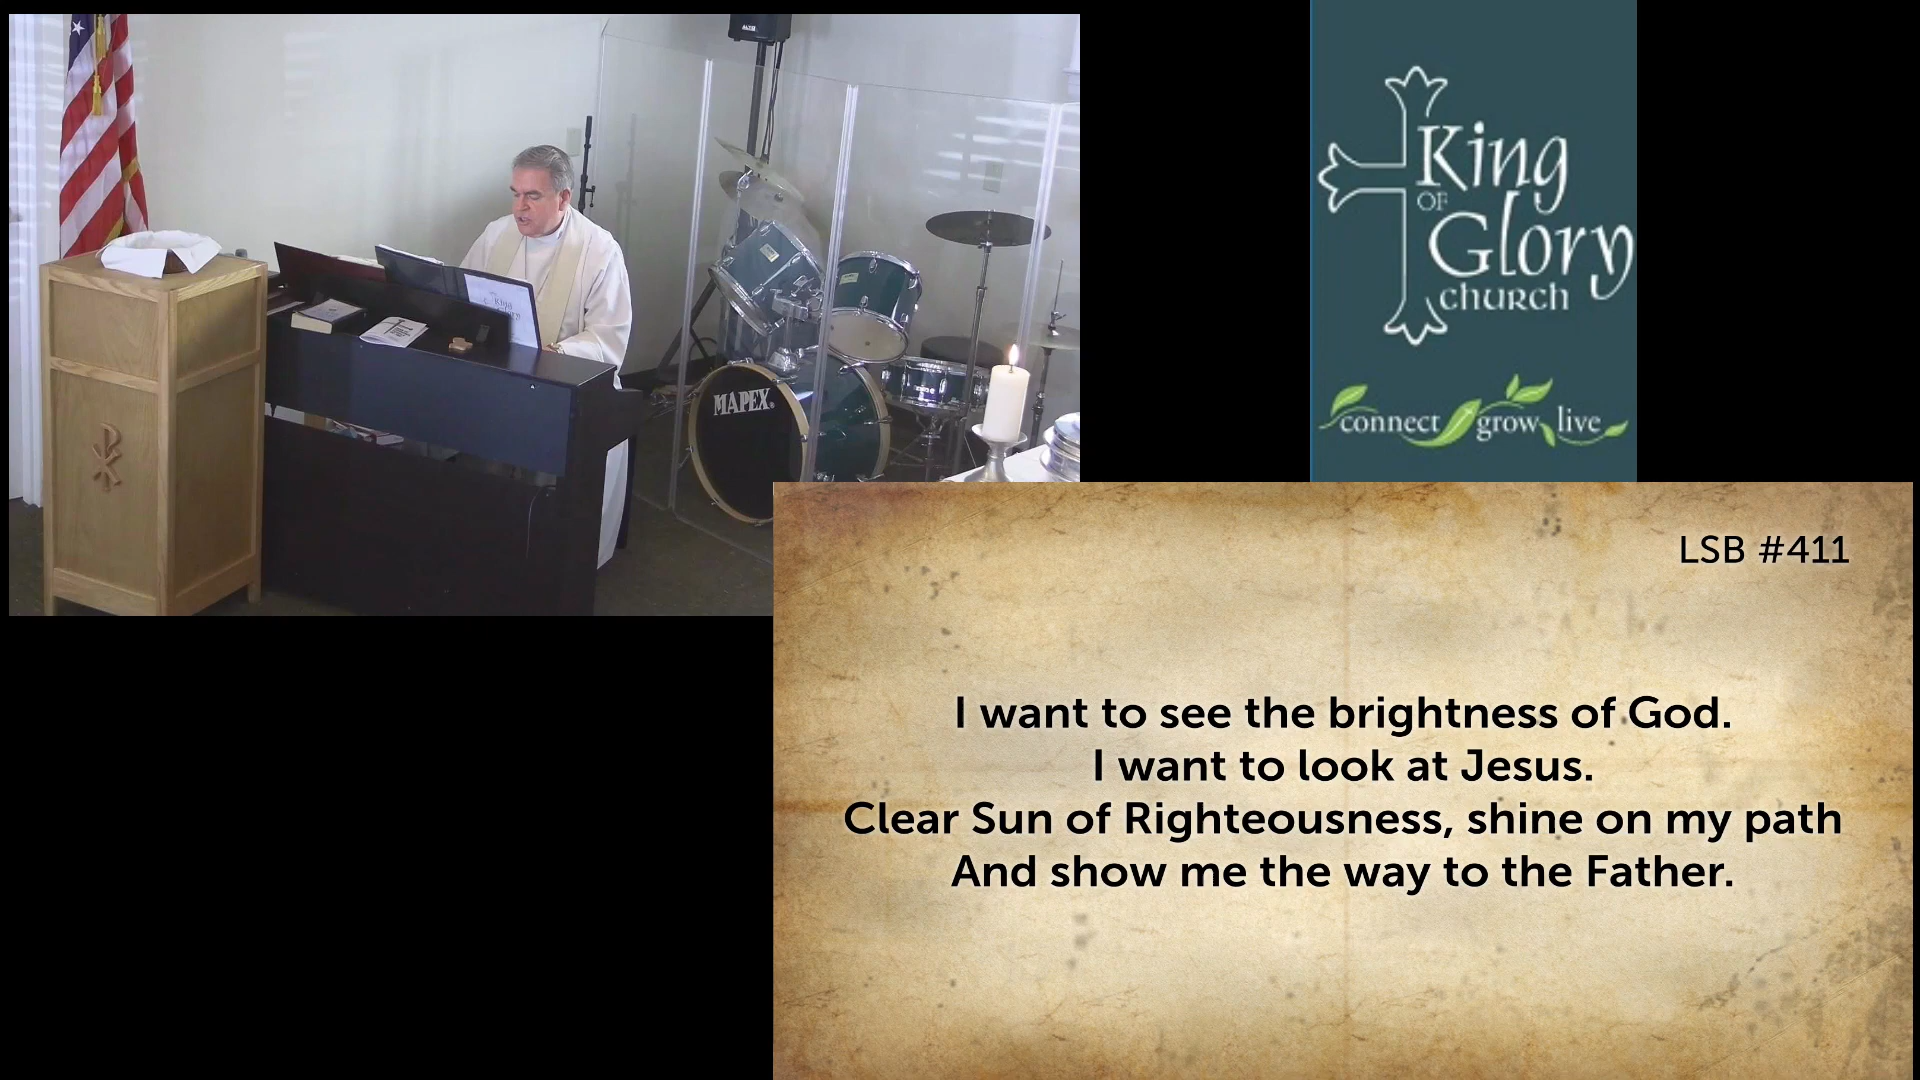 MAPEX
King
OF
Glory
church
connect grow live
LSB #411
I want to see the brightness of God.
I want to look at Jesus.
Clear Sun of Righteousness, shine on my path
And show me the way to the Father.